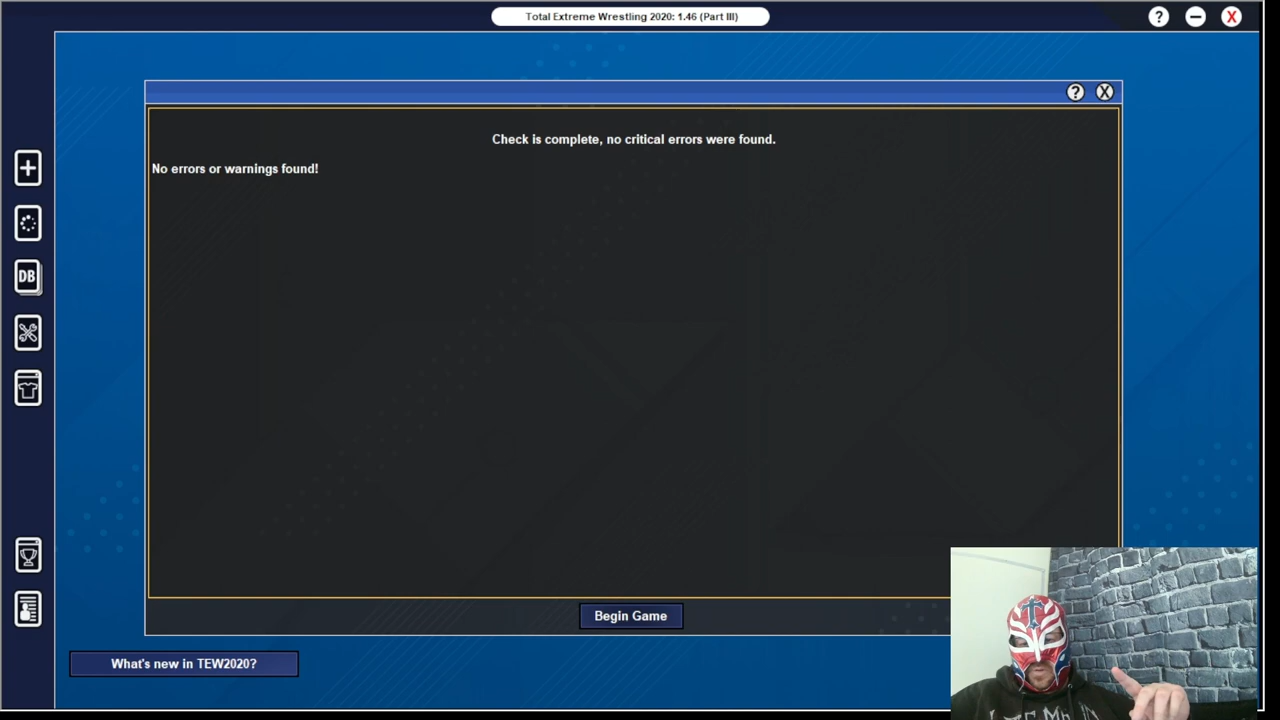 Total Extreme Wrestling 2020: 1.46 (Part III)
?
X
? X
Check is complete, no critical errors were found.
No errors or warnings found!
DB
Begin Game
What's new in TEW2020?